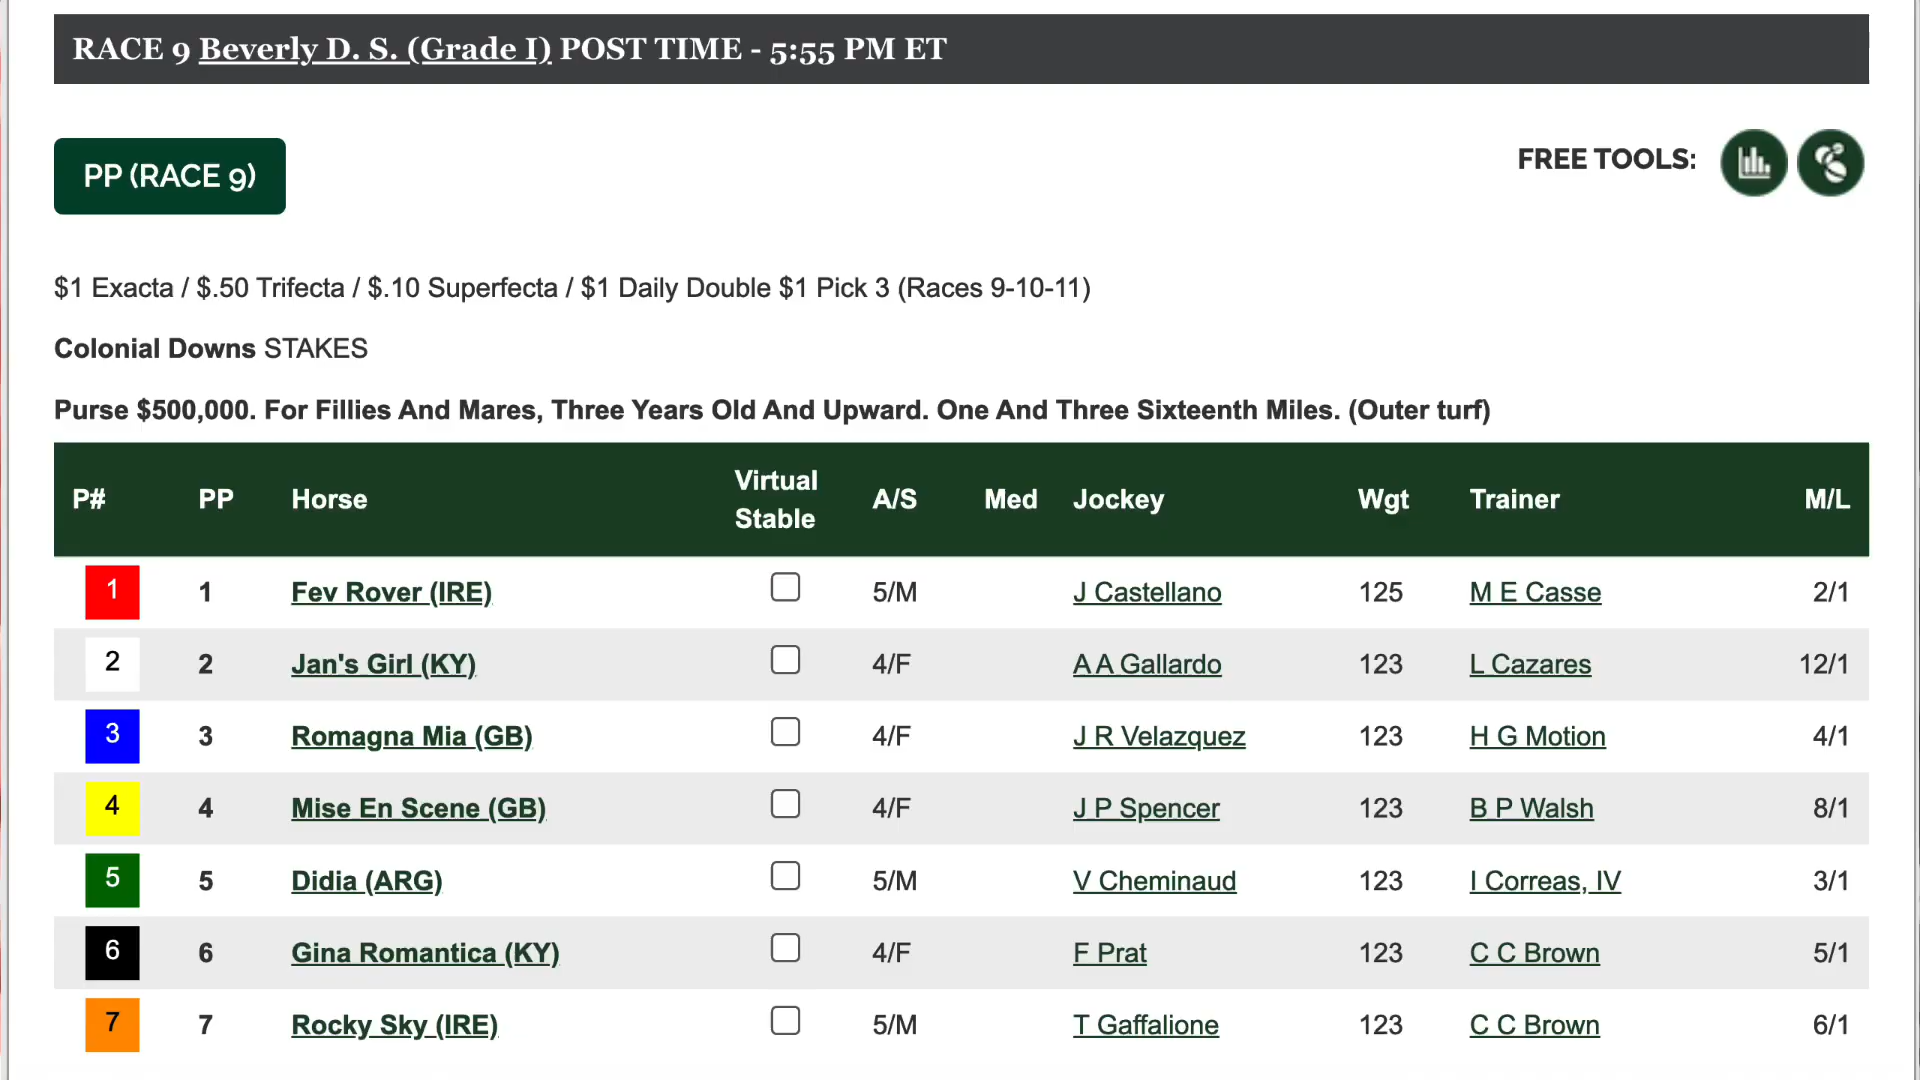 RACE 9 Beverly D. S. (Grade I) POST TIME - 5:55 PM ET
PP (RACE 9)
FREE TOOLS:
$1 Exacta / $.50 Trifecta / $.10 Superfecta / $1 Daily Double $1 Pick 3 (Races 9-10-11)
Colonial Downs STAKES
Purse $500,000. For Fillies And Mares, Three Years Old And Upward. One And Three Sixteenth Miles. (Outer turf)
P# PP Horse Virtual Stable A/S Med Jockey Wgt Trainer M/L
1 1 Fev Rover (IRE) 5/M J Castellano 125 M E Casse 2/1
2 2 Jan's Girl (KY) 4/F A A Gallardo 123 L Cazares 12/1
3 3 Romagna Mia (GB) 4/F J R Velazquez 123 H G Motion 4/1
4 4 Mise En Scene (GB) 4/F J P Spencer 123 B P Walsh 8/1
5 5 Didia (ARG) 5/M V Cheminaud 123 I Correas, IV 3/1
6 6 Gina Romantica (KY) 4/F F Prat 123 C C Brown 5/1
7 7 Rocky Sky (IRE) 5/M T Gaffalione 123 C C Brown 6/1